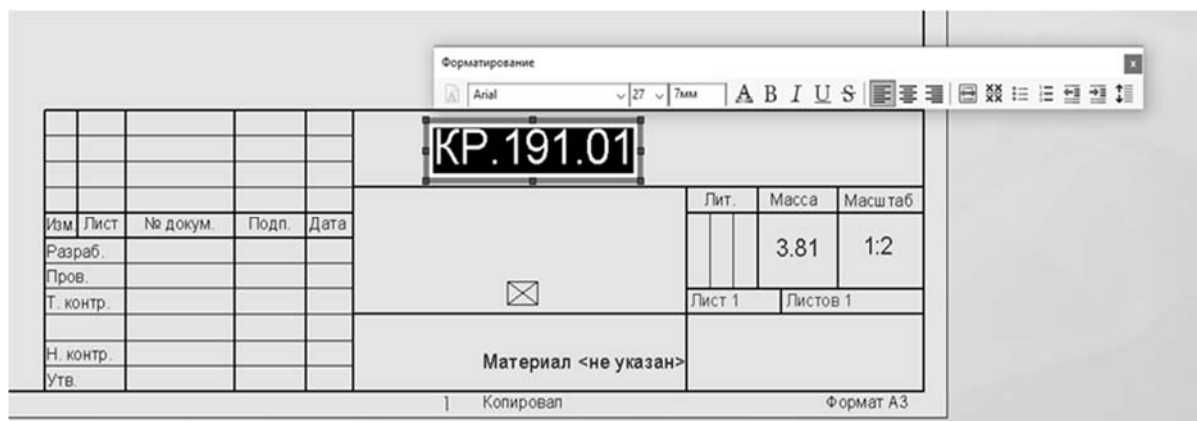 Форматирование
Arial 27 7мм A B I U S
КР.191.01
Лит. Масса Масштаб
Изм. Лист № докум. Подп. Дата
Разраб. 3.81 1:2
Пров.
Т. контр. Лист 1 Листов 1
Н. контр. Материал <не указан>
Утв.
1 Копировал Формат А3